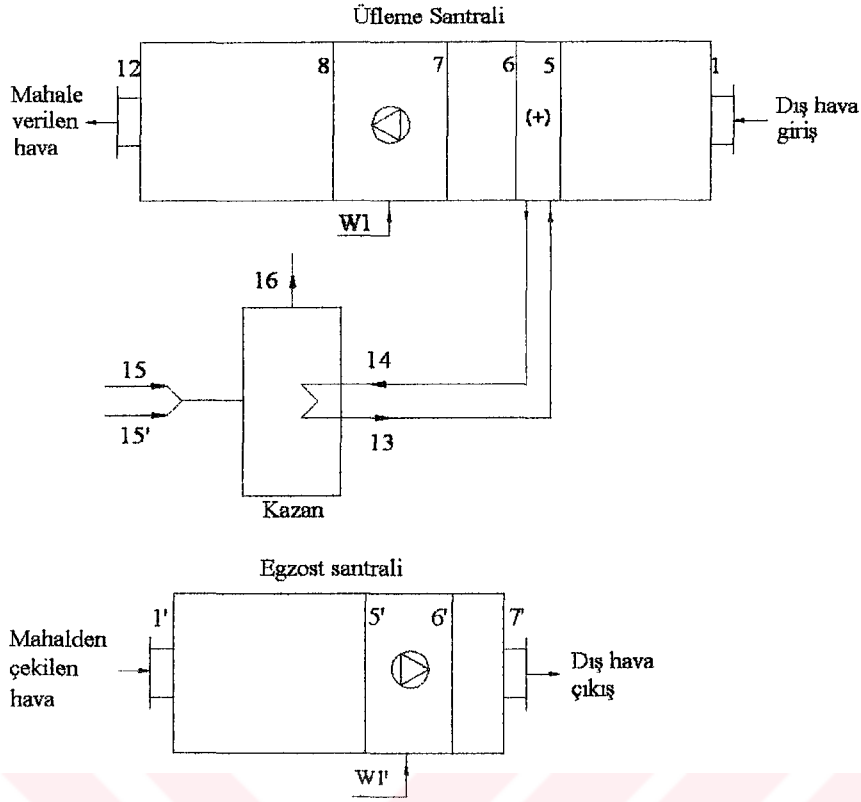 Üfleme Santrali
12
8
7
6
5
1
Mahale
verilen
hava
(+)
Dış hava
giriş
W1
16
15
14
15'
13
Kazan
Egzost santrali
1'
5'
6'
7'
Mahalden
çekilen
hava
Dış hava
çıkış
W1'